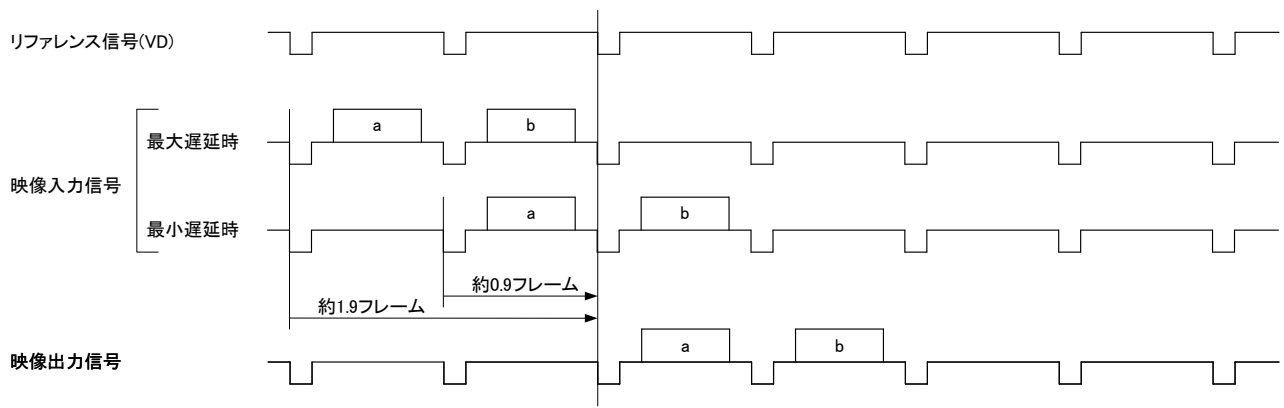 リファレンス信号(VD)
a
b
最大遅延時
映像入力信号
a
b
最小遅延時
約0.9フレーム
約1.9フレーム
a
b
映像出力信号